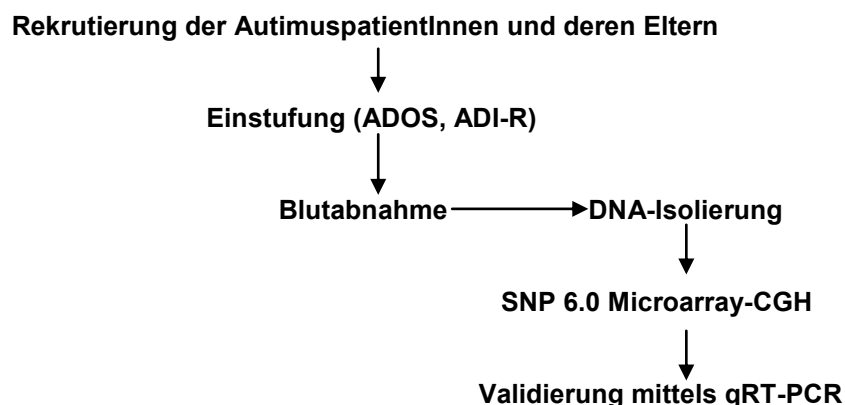 Rekrutierung der AutimuspatientInnen und deren Eltern
Einstufung (ADOS, ADI-R)
Blutabnahme
DNA-Isolierung
SNP 6.0 Microarray-CGH
Validierung mittels qRT-PCR